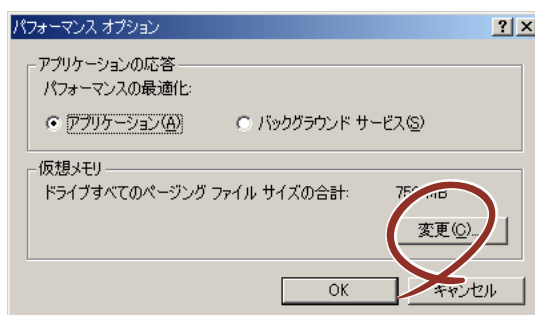 パフォーマンス オプション
アプリケーションの応答
パフォーマンスの最適化:
アプリケーション(A) バックグラウンド サービス(S)
仮想メモリ
ドライブすべてのページング ファイル サイズの合計: MB
変更(C)...
OK キャンセル